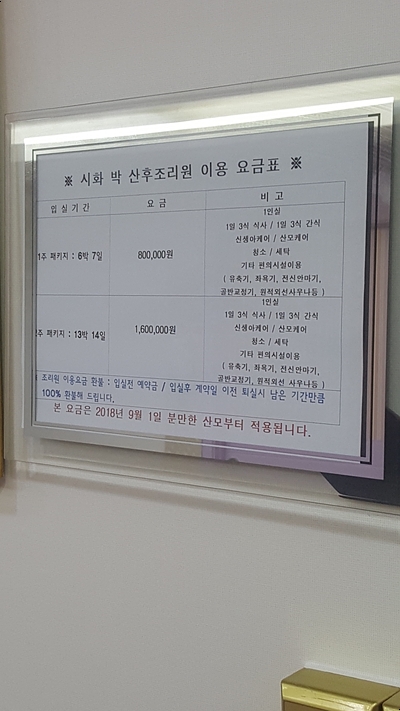 ※ 시화 박 산후조리원 이용 요금표 ※
입 실 기 간 요 금 비 고
1주 패키지 : 6박 7일 800,000원
1인실
1일 3식 식사 / 1일 3식 간식
신생아케어 / 산모케어
청소 / 세탁
기타 편의시설이용
( 유축기, 좌욕기, 전신안마기,
골반교정기, 원적외선사우나등 )
주 패키지 : 13박 14일 1,600,000원
1인실
1일 3식 식사 / 1일 3식 간식
신생아케어 / 산모케어
청소 / 세탁
기타 편의시설이용
( 유축기, 좌욕기, 전신안마기,
골반교정기, 원적외선 사우나등 )
조리원 이용요금 환불 : 입실전 예약금 / 입실후 계약일 이전 퇴실시 남은 기간만큼
100% 환불해 드립니다.
본 요금은 2018년 9월 1일 분만한 산모부터 적용됩니다.